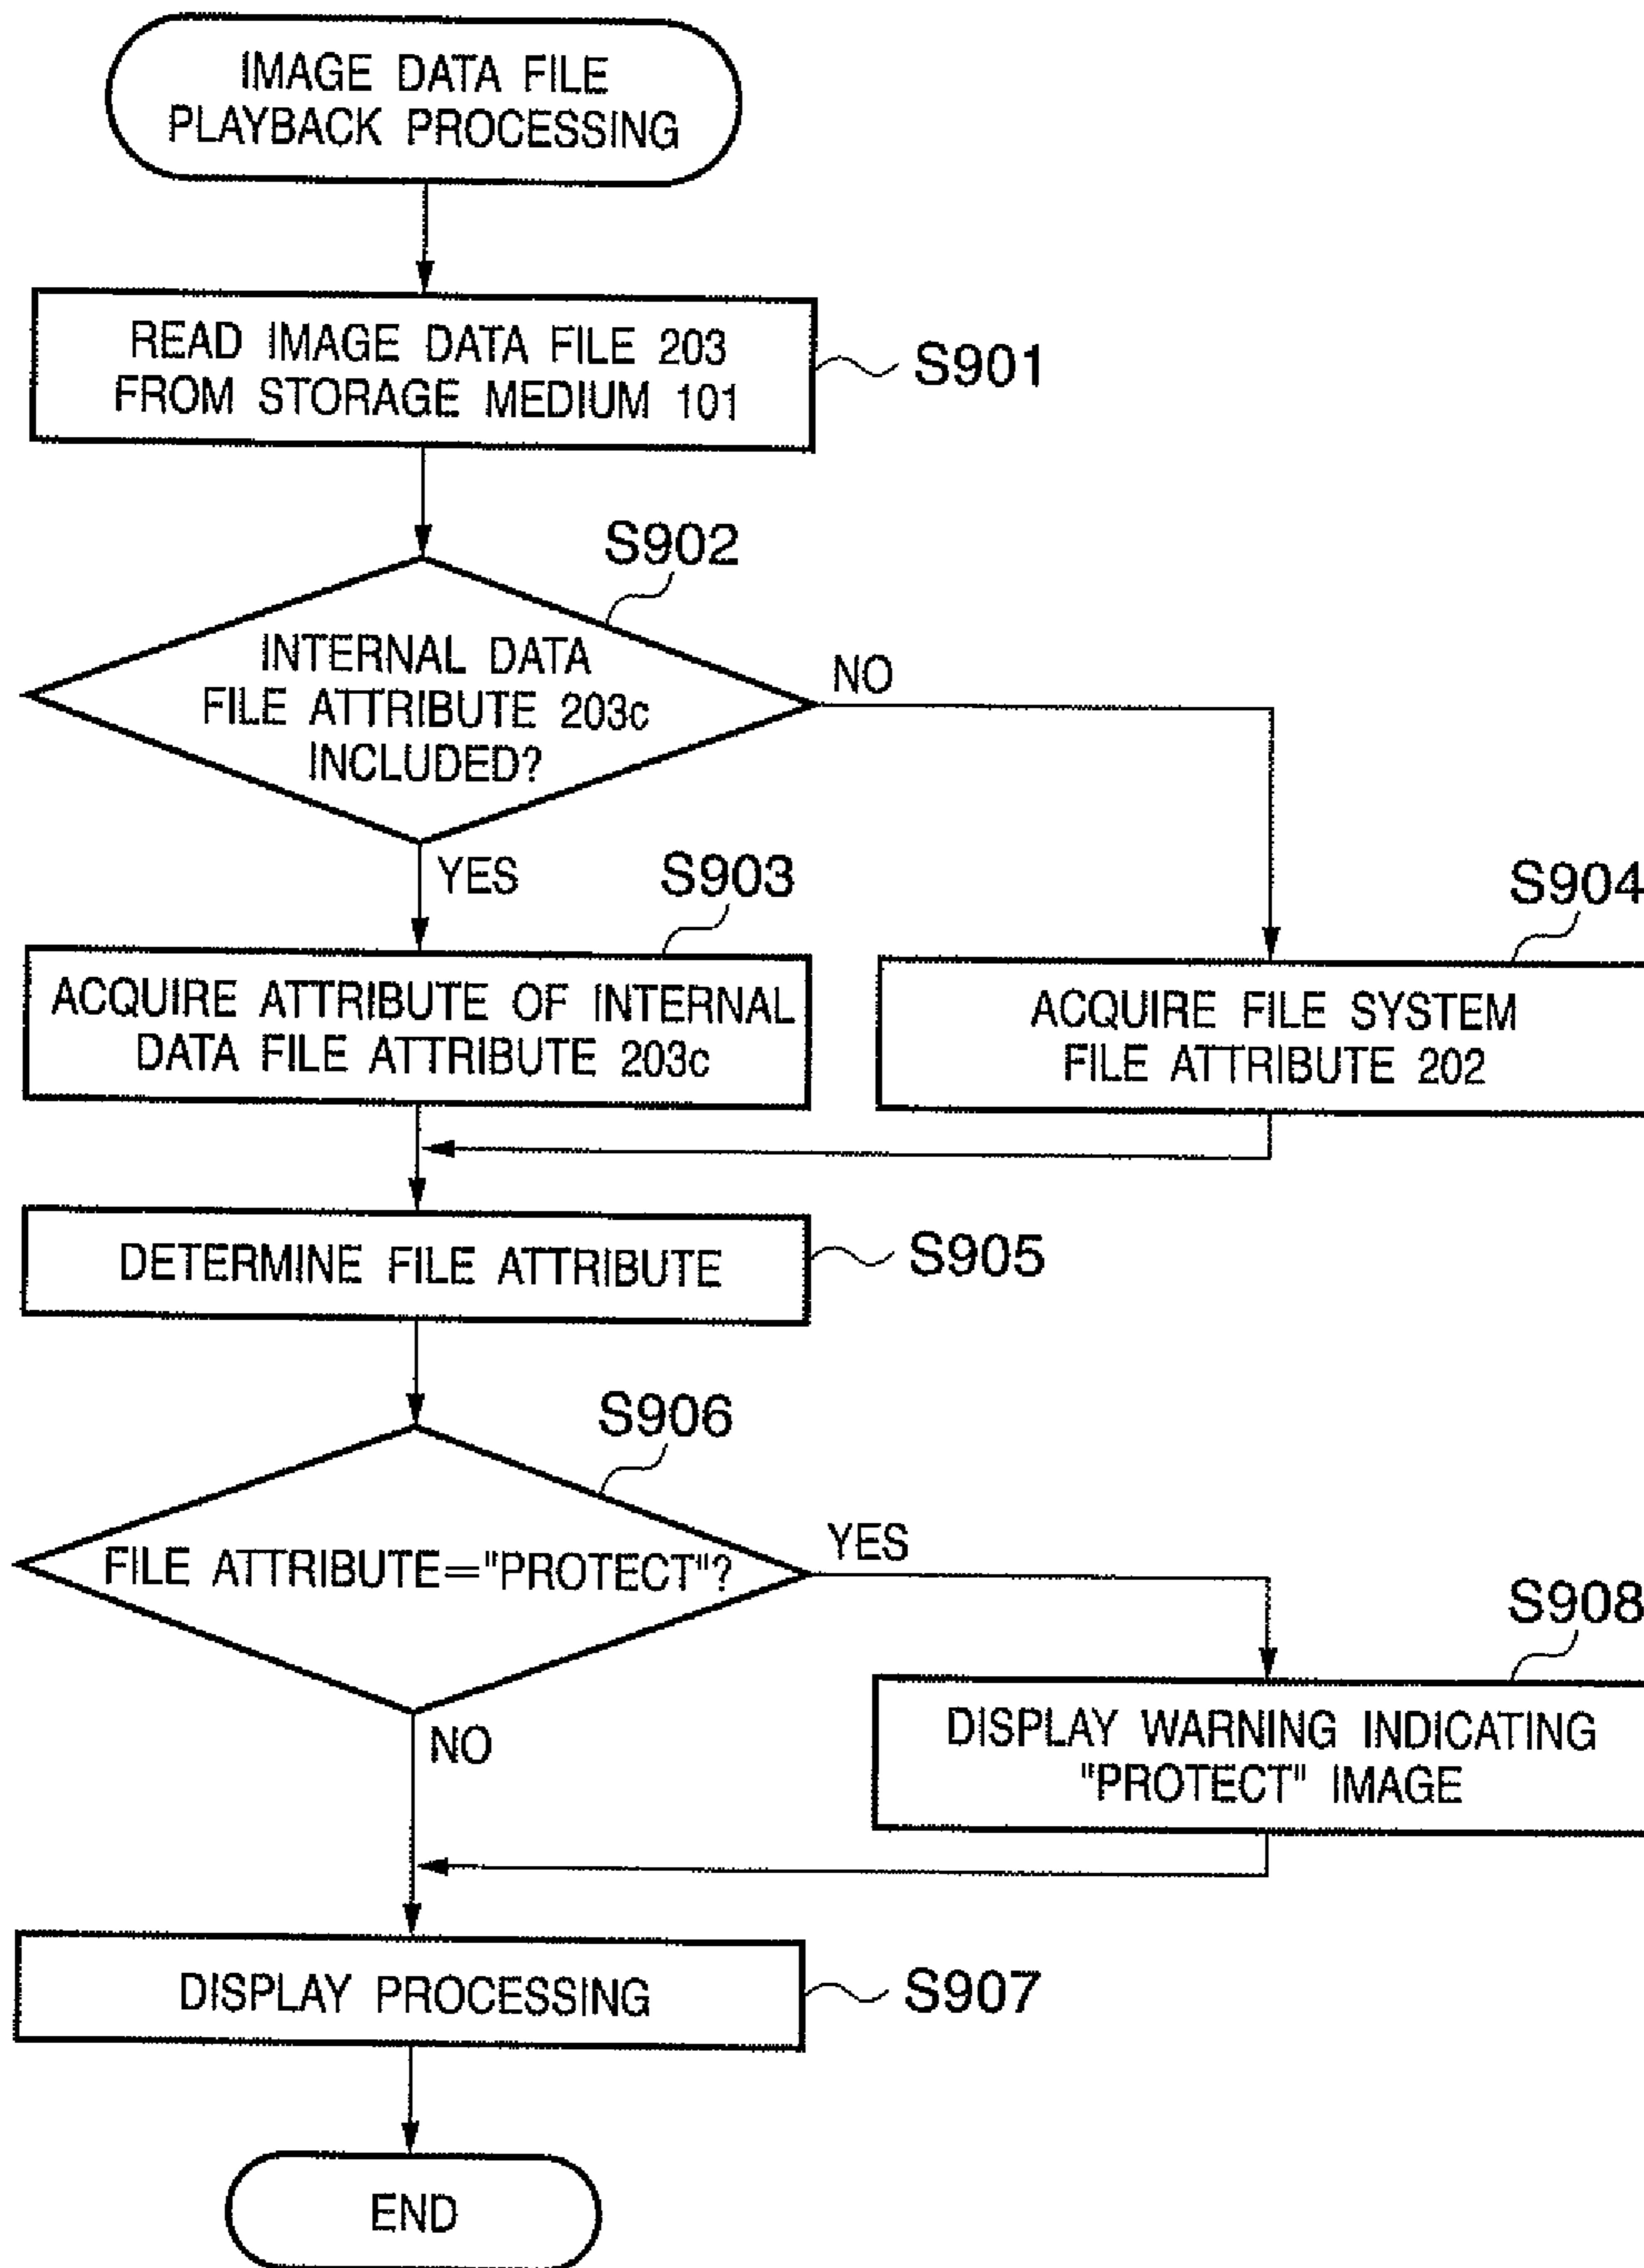 IMAGE DATA FILE
PLAYBACK PROCESSING
READ IMAGE DATA FILE 203
FROM STORAGE MEDIUM 101
S901
S902
INTERNAL DATA
FILE ATTRIBUTE 203c
INCLUDED?
NO
YES
S903
ACQUIRE ATTRIBUTE OF INTERNAL
DATA FILE ATTRIBUTE 203c
S904
ACQUIRE FILE SYSTEM
FILE ATTRIBUTE 202
DETERMINE FILE ATTRIBUTE
S905
S906
FILE ATTRIBUTE="PROTECT"?
YES
NO
S908
DISPLAY WARNING INDICATING
"PROTECT" IMAGE
DISPLAY PROCESSING
S907
END